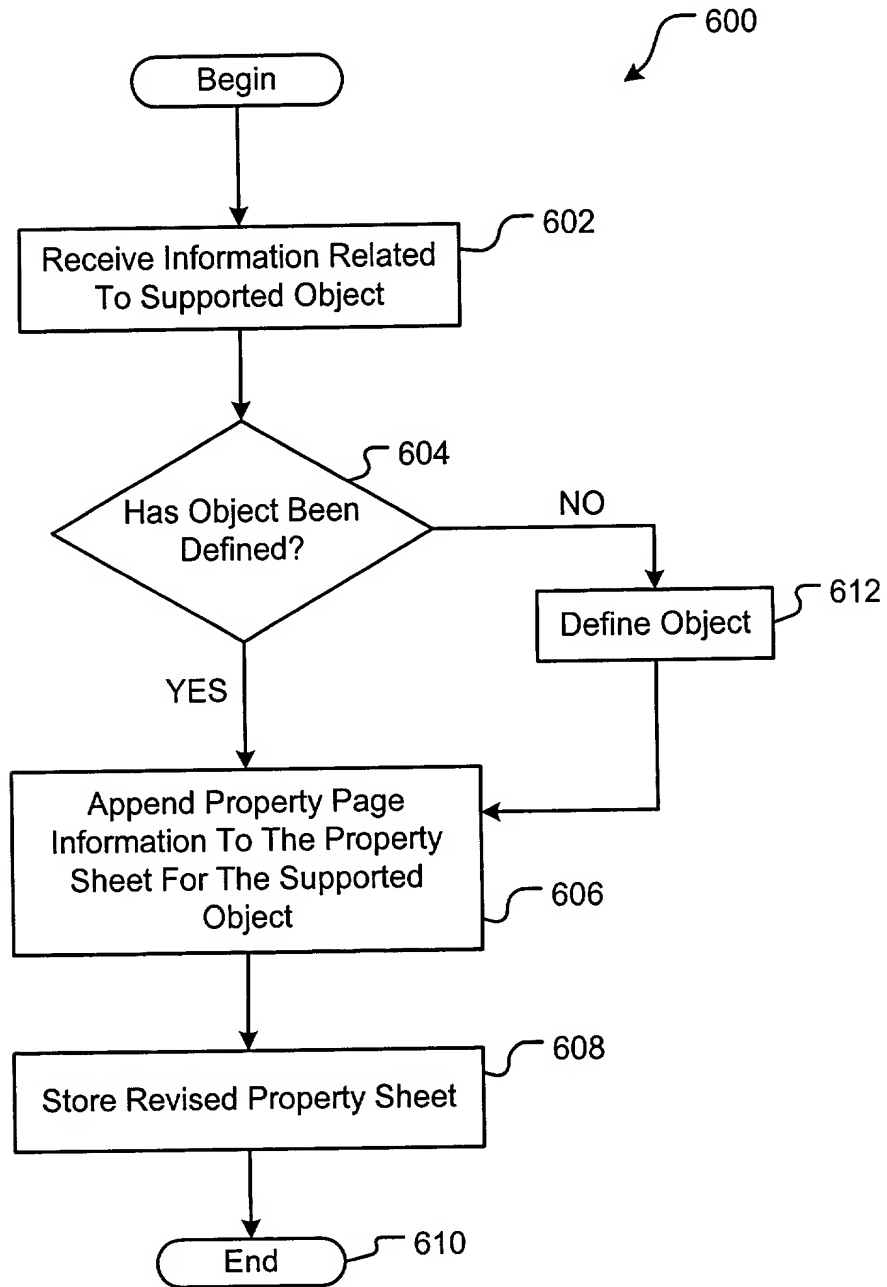 600
Begin
602
Receive Information Related
To Supported Object
604
Has Object Been
Defined?
NO
612
Define Object
YES
Append Property Page
Information To The Property
Sheet For The Supported
Object
606
608
Store Revised Property Sheet
End
610